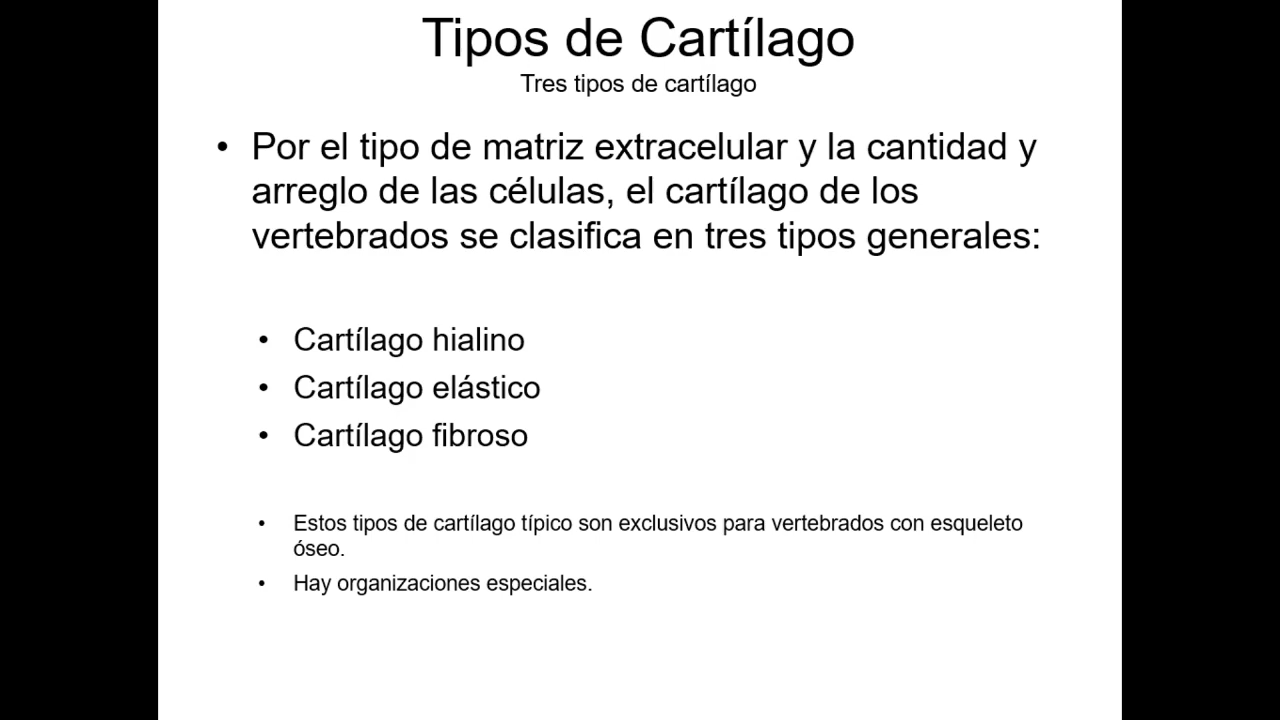 Tipos de Cartílago
Tres tipos de cartílago
• Por el tipo de matriz extracelular y la cantidad y
arreglo de las células, el cartílago de los
vertebrados se clasifica en tres tipos generales:
• Cartílago hialino
• Cartílago elástico
• Cartílago fibroso
• Estos tipos de cartílago típico son exclusivos para vertebrados con esqueleto
óseo.
• Hay organizaciones especiales.